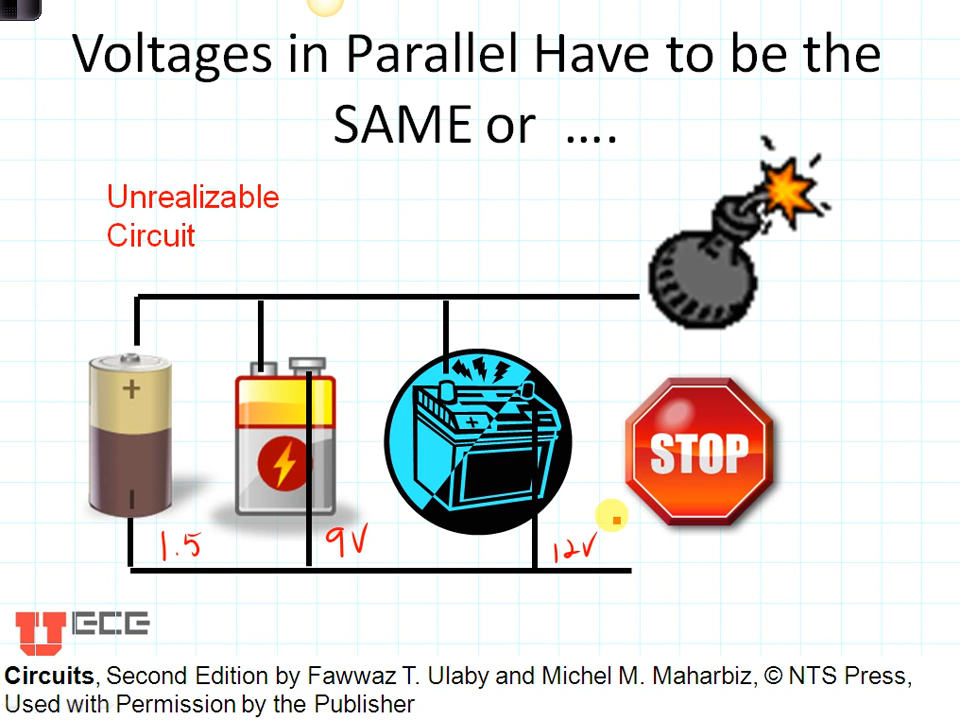 Voltages in Parallel Have to be the
SAME or ….
Unrealizable
Circuit
+
+
STOP
1.5
9V
12V
U ECE
Circuits, Second Edition by Fawwaz T. Ulaby and Michel M. Maharbiz, © NTS Press,
Used with Permission by the Publisher